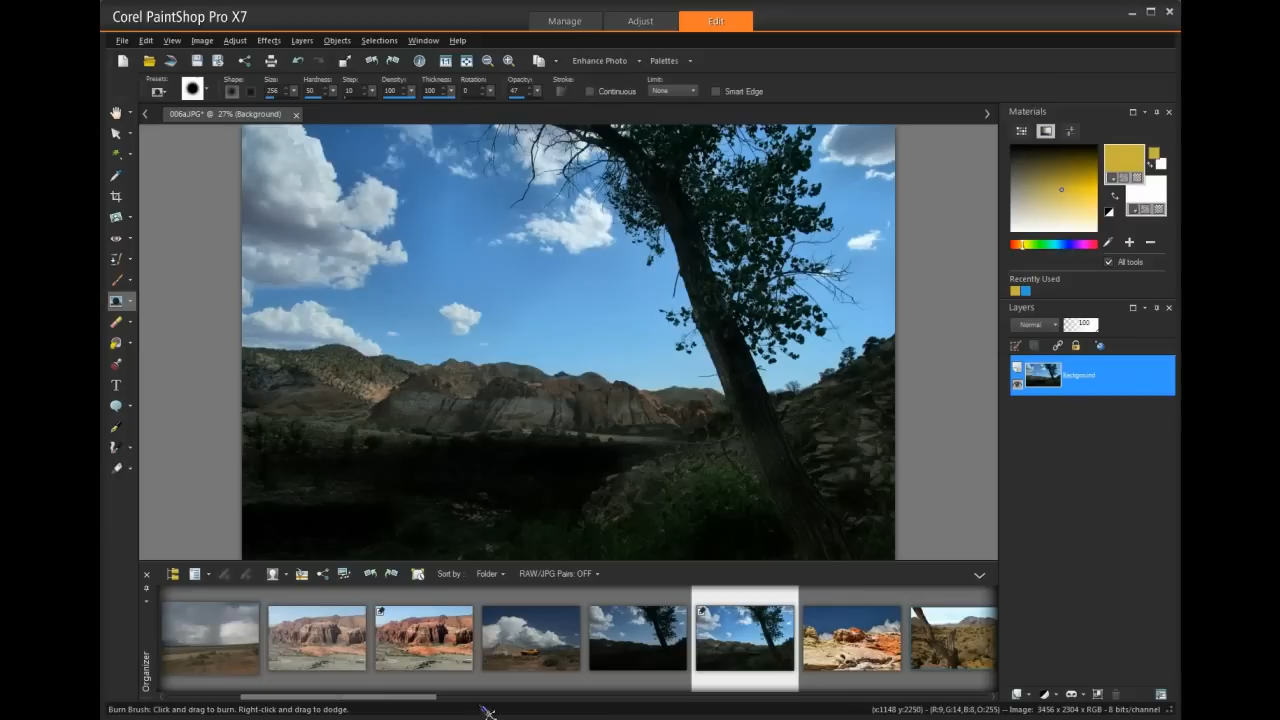 Corel PaintShop Pro X7
Manage Adjust Edit
File Edit View Image Adjust Effects Layers Objects Selections Window Help
Enhance Photo Palettes
Presets: Shape: Size: Hardness: Step: Density: Thickness: Rotation: Opacity: Stroke: Limit:
256 50 10 100 100 0 47 Continuous None Smart Edge
006aJPG* @ 27% (Background)
Materials
All tools
Recently Used
Layers
Normal 100
Background
Sort by : Folder RAW/JPG Pairs: OFF
Organizer
Burn Brush: Click and drag to burn. Right-click and drag to dodge.
(x:1148 y:2250) - (R:9,G:14,B:8,O:255) -- Image: 3456 x 2304 x RGB - 8 bits/channel